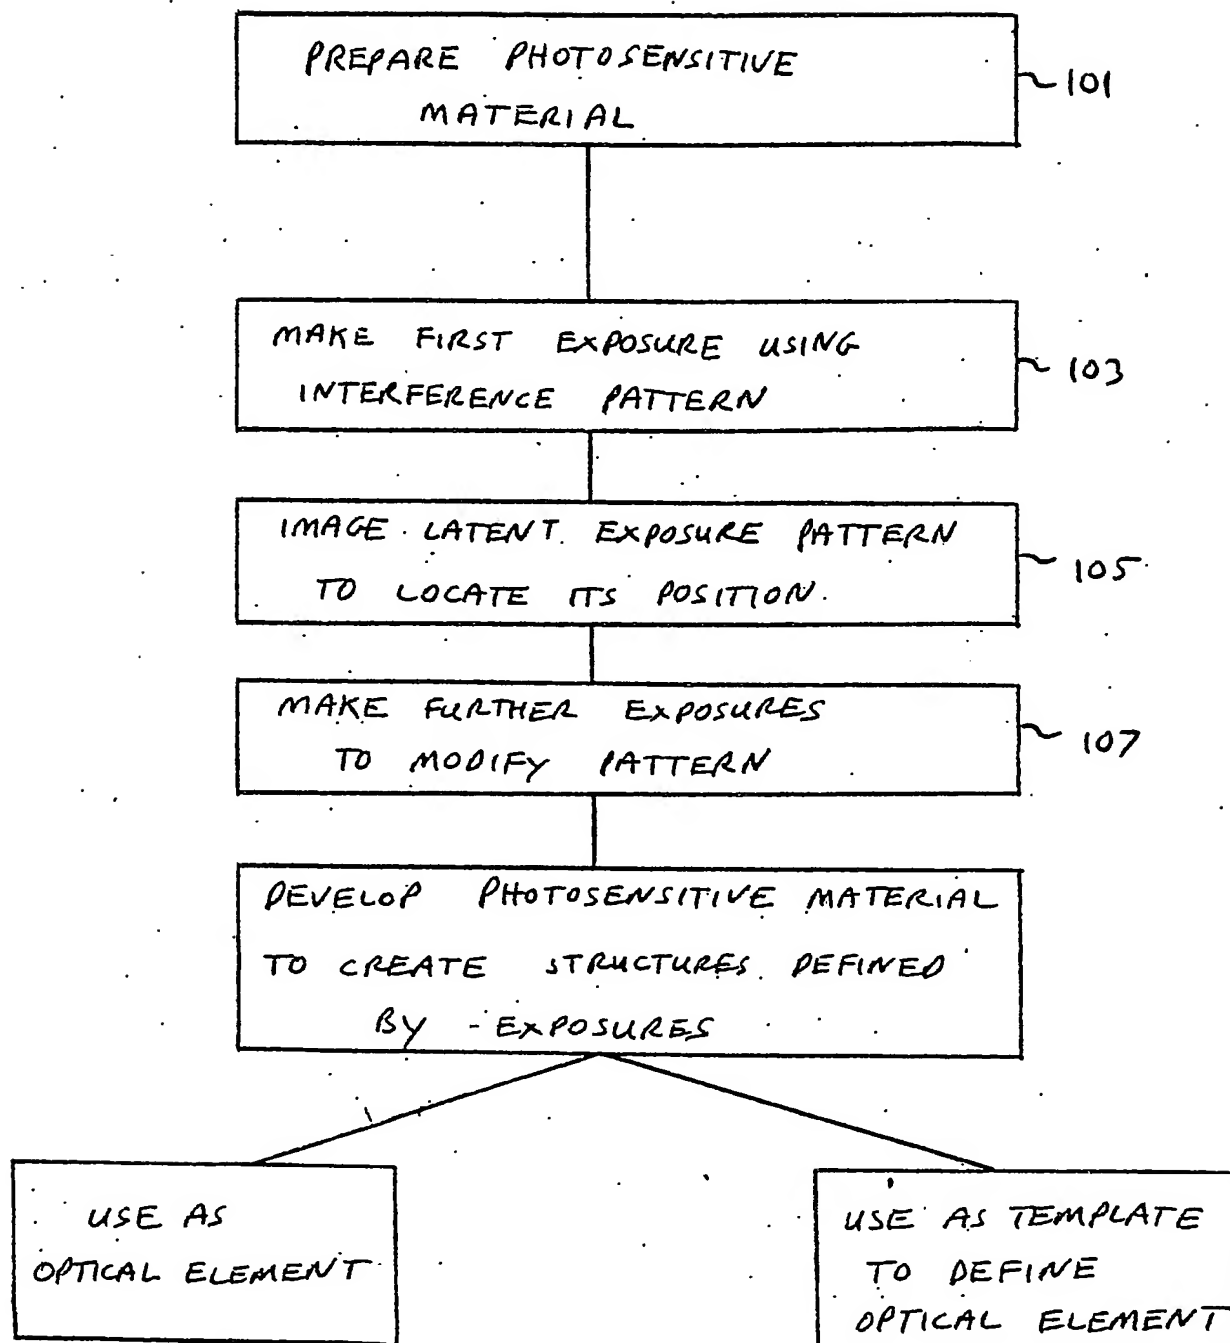 PREPARE PHOTOSENSITIVE
MATERIAL
~101
MAKE FIRST EXPOSURE USING
INTERFERENCE PATTERN
~103
IMAGE LATENT EXPOSURE PATTERN
TO LOCATE ITS POSITION.
~105
MAKE FURTHER EXPOSURES
TO MODIFY PATTERN
~107
DEVELOP PHOTOSENSITIVE MATERIAL
TO CREATE STRUCTURES DEFINED
BY EXPOSURES
USE AS
OPTICAL ELEMENT
USE AS TEMPLATE
TO DEFINE
OPTICAL ELEMENT